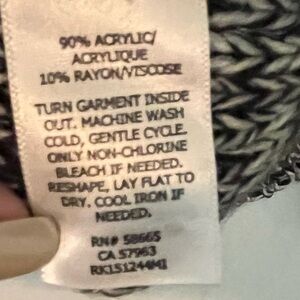 90% ACRYLIC/
ACRYLIQUE
10% RAYON/VISCOSE
TURN GARMENT INSIDE
OUT. MACHINE WASH
COLD, GENTLE CYCLE.
ONLY NON-CHLORINE
BLEACH IF NEEDED.
RESHAPE, LAY FLAT TO
DRY. COOL IRON IF
NEEDED.
RN# 58665
CA 57963
RK151244MI